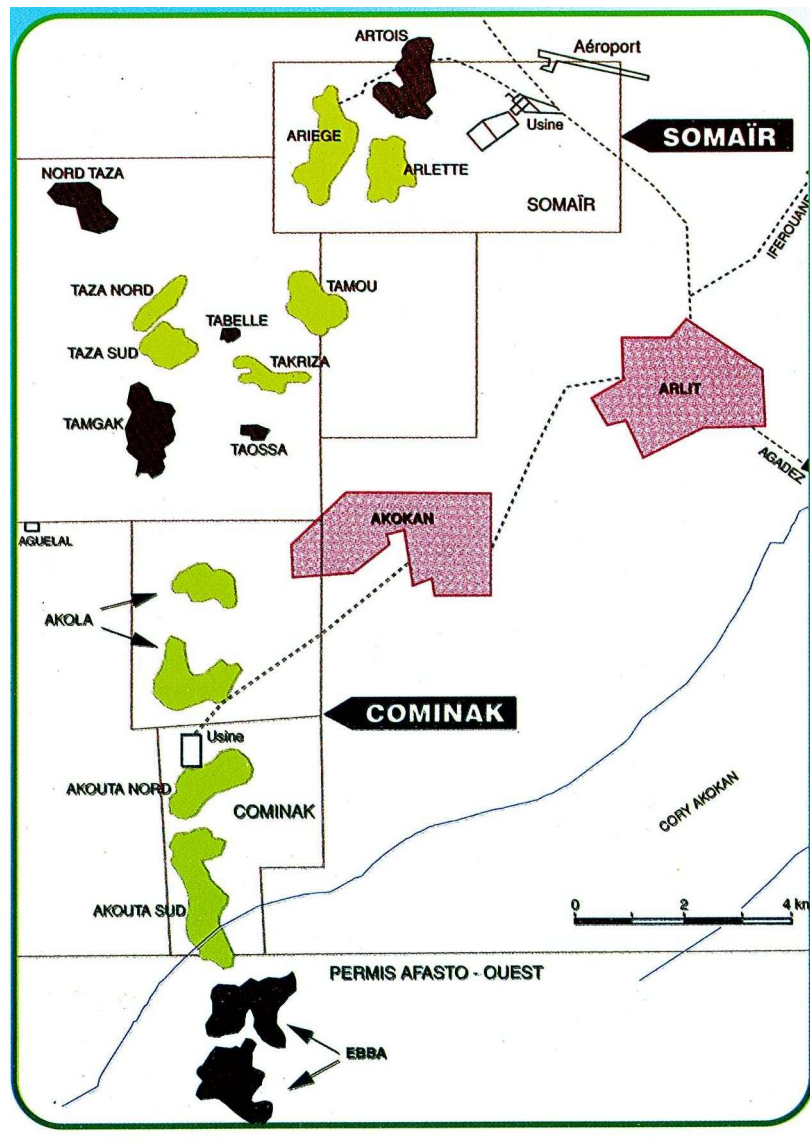 ARTOIS
Aéroport
ARIEGE
Usine
SOMAÏR
ARLETTE
NORD TAZA
SOMAÏR
IFEROUANE
TAZA NORD
TAMOU
TABELLE
TAZA SUD
TAKRIZA
ARLIT
TAMGAK
TAOSSA
AGADEZ
AKOKAN
AGUELAL
AKOLA
COMINAK
Usine
AKOUTA NORD
COMINAK
CORY AKOKAN
AKOUTA SUD
0 2 4 km
PERMIS AFASTO - OUEST
EBBA